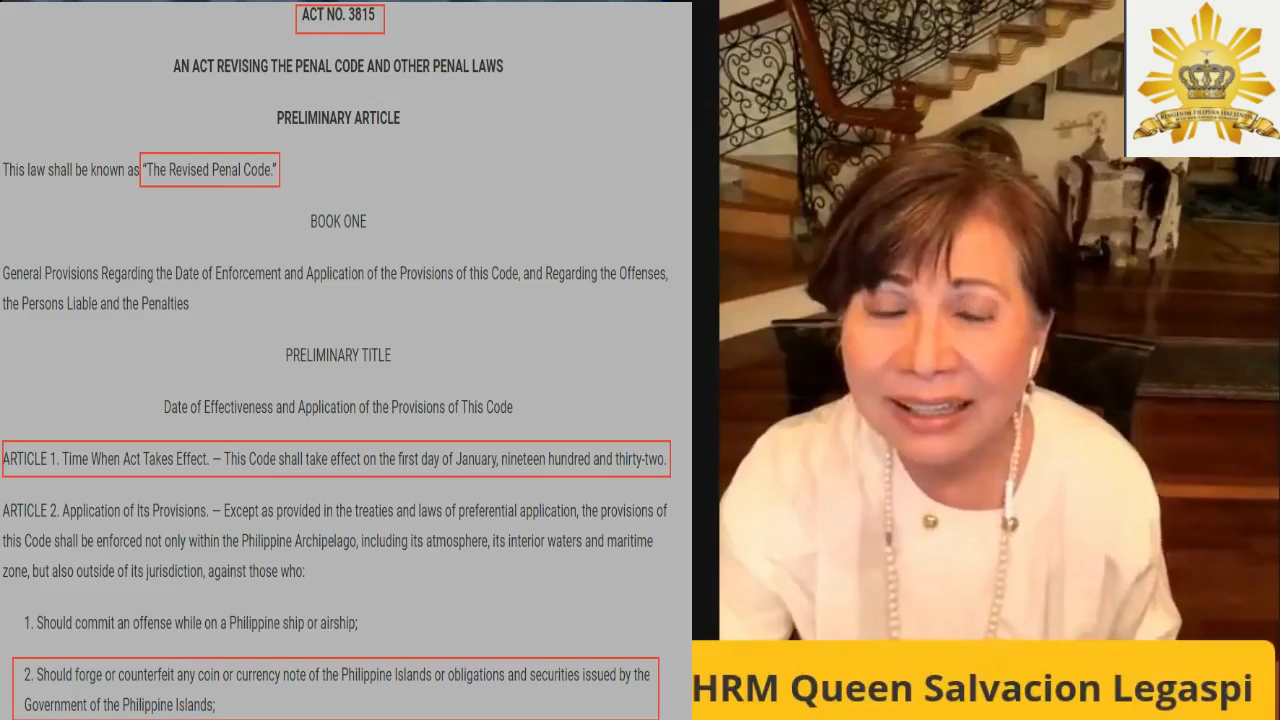 ACT NO. 3815
AN ACT REVISING THE PENAL CODE AND OTHER PENAL LAWS
PRELIMINARY ARTICLE
This law shall be known as “The Revised Penal Code.”
BOOK ONE
General Provisions Regarding the Date of Enforcement and Application of the Provisions of this Code, and Regarding the Offenses,
the Persons Liable and the Penalties
PRELIMINARY TITLE
Date of Effectiveness and Application of the Provisions of This Code
ARTICLE 1. Time When Act Takes Effect. — This Code shall take effect on the first day of January, nineteen hundred and thirty-two.
ARTICLE 2. Application of Its Provisions. — Except as provided in the treaties and laws of preferential application, the provisions of
this Code shall be enforced not only within the Philippine Archipelago, including its atmosphere, its interior waters and maritime
zone, but also outside of its jurisdiction, against those who:
1. Should commit an offense while on a Philippine ship or airship;
2. Should forge or counterfeit any coin or currency note of the Philippine Islands or obligations and securities issued by the
Government of the Philippine Islands;
KINGDOM FILIPINA HACIENDA
HRM Queen Salvacion Legaspi